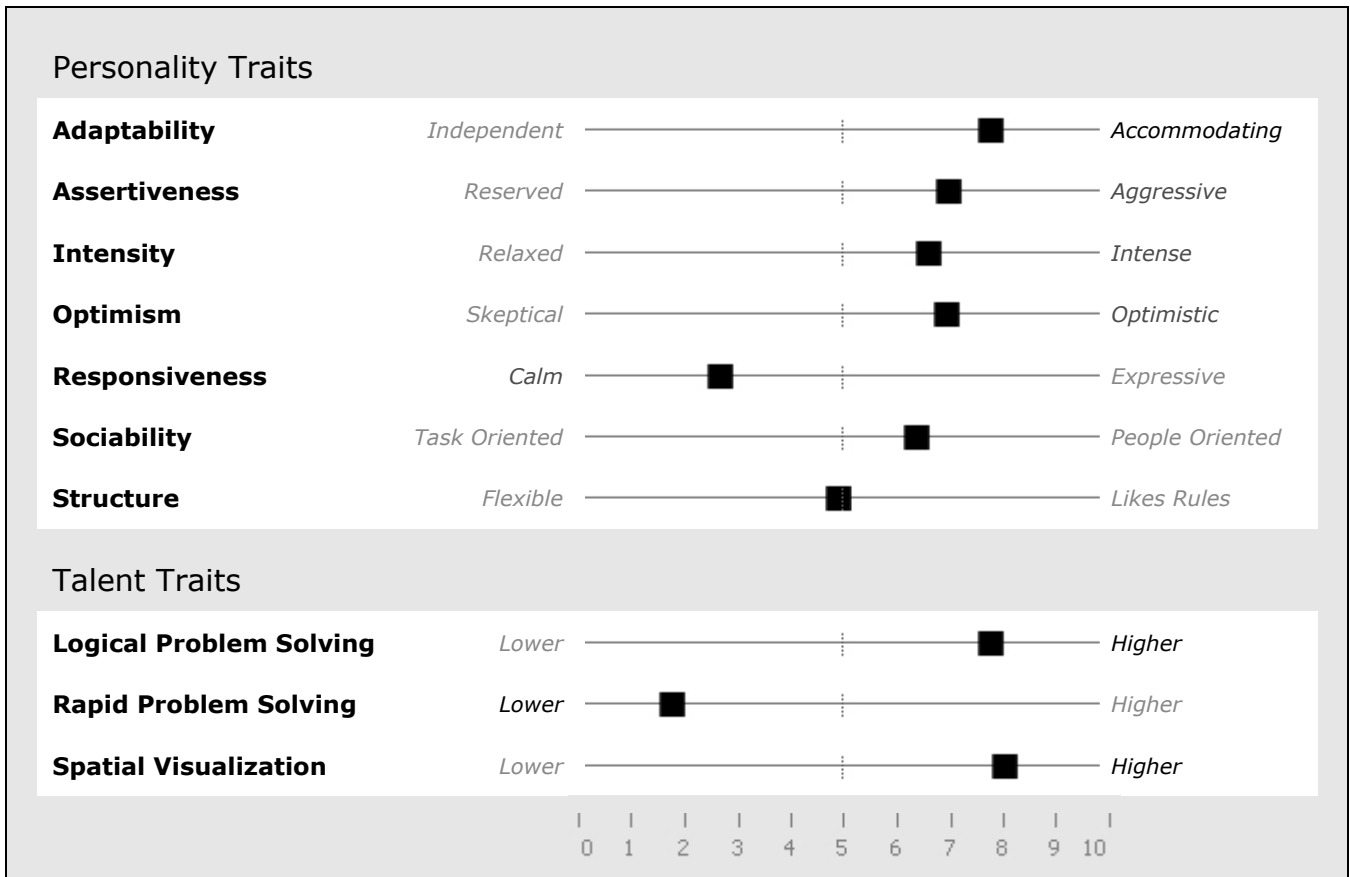 Personality Traits
Adaptability Independent Accommodating
Assertiveness Reserved Aggressive
Intensity Relaxed Intense
Optimism Skeptical Optimistic
Responsiveness Calm Expressive
Sociability Task Oriented People Oriented
Structure Flexible Likes Rules
Talent Traits
Logical Problem Solving Lower Higher
Rapid Problem Solving Lower Higher
Spatial Visualization Lower Higher
0 1 2 3 4 5 6 7 8 9 10